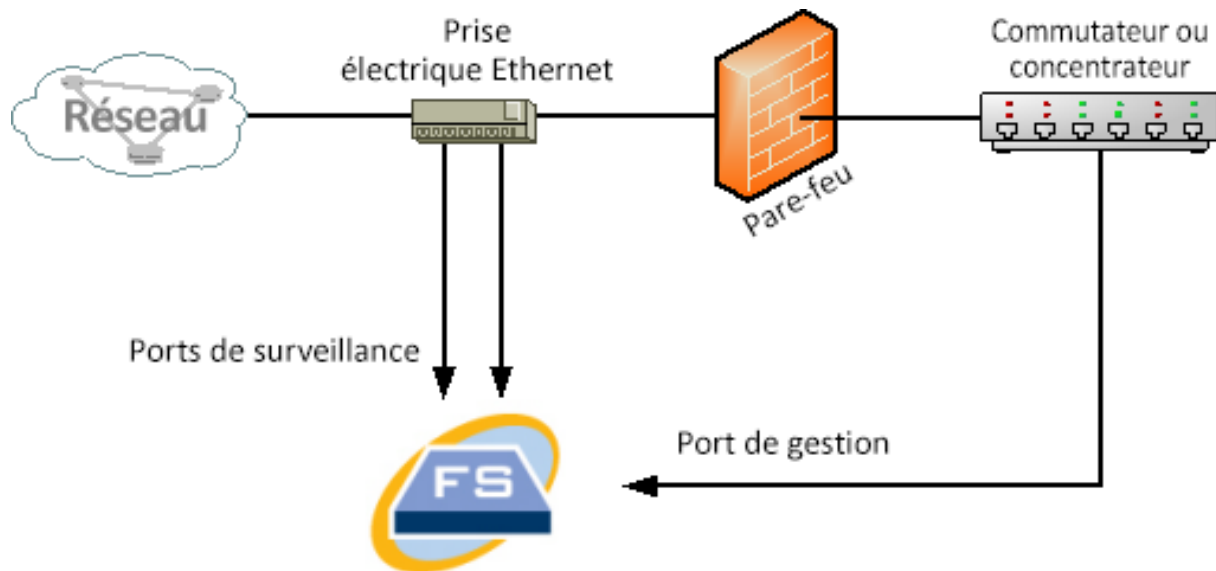 Prise
électrique Ethernet
Commutateur ou
concentrateur
Réseau
Pare-feu
Ports de surveillance
Port de gestion
FS